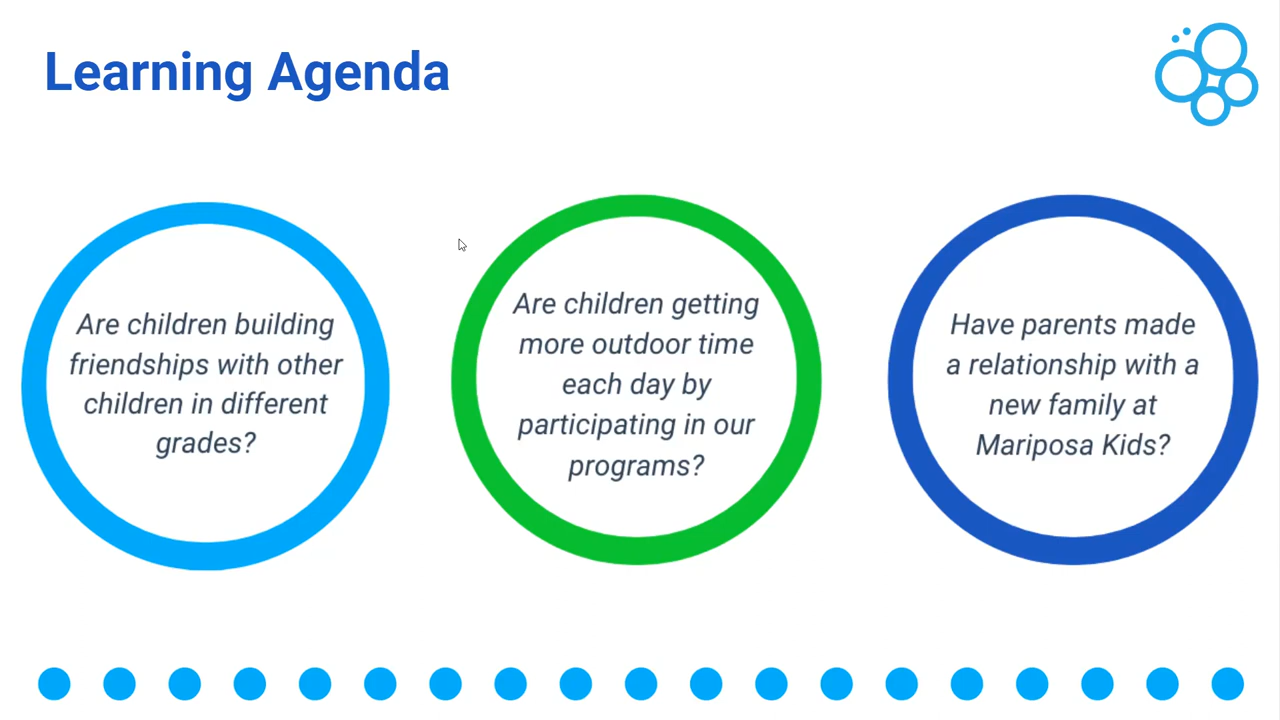 Learning Agenda
Are children building
friendships with other
children in different
grades?
Are children getting
more outdoor time
each day by
participating in our
programs?
Have parents made
a relationship with a
new family at
Mariposa Kids?